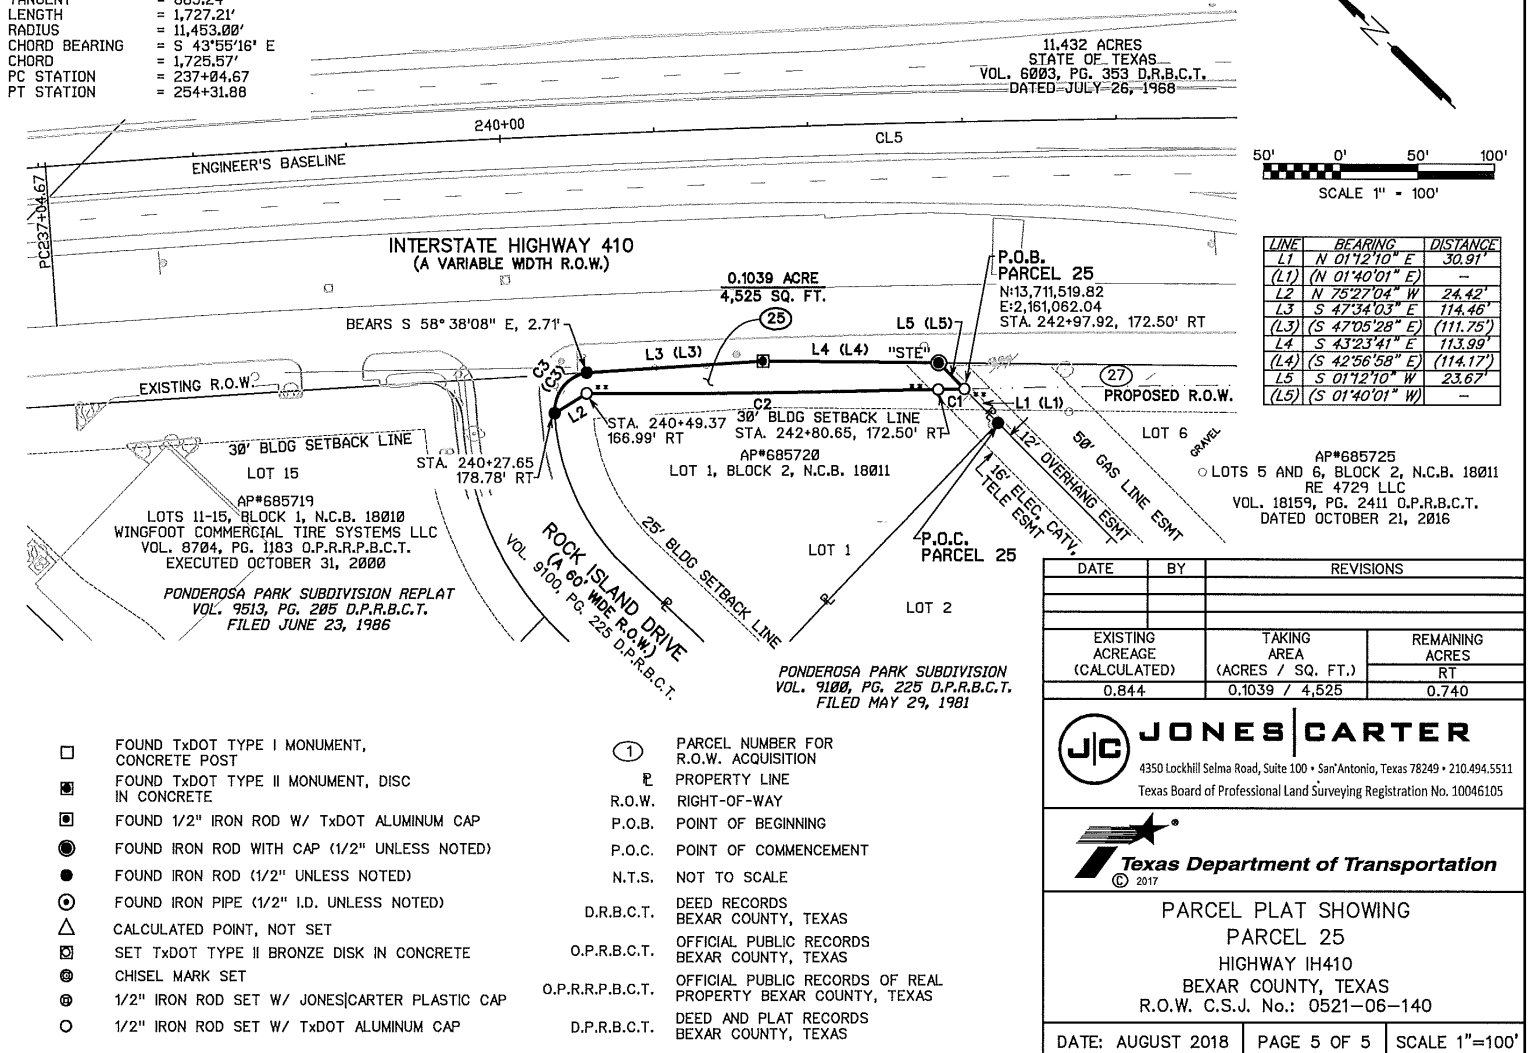 LENGTH = 1,727.21'
RADIUS = 11,453.00'
CHORD BEARING = S 43°55'16" E
CHORD = 1,725.57'
PC STATION = 237+04.67
PT STATION = 254+31.88
11.432 ACRES
STATE OF TEXAS
VOL. 6003, PG. 353 D.R.B.C.T.
DATED JULY 26, 1968
Z
240+00
CL5
ENGINEER'S BASELINE
PC237+04.67
50' 0' 50' 100'
SCALE 1" = 100'
INTERSTATE HIGHWAY 410
(A VARIABLE WIDTH R.O.W.)
0.1039 ACRE
4,525 SQ. FT.
25
P.O.B.
PARCEL 25
N:13,711,519.82
E:2,161,062.04
STA. 242+97.92, 172.50' RT
LINE BEARING DISTANCE
L1 N 01°12'10" E 30.91'
(L1) (N 01°40'01" E) -
L2 N 75°27'04" W 24.42'
L3 S 47°34'03" E 114.46'
(L3) (S 47°05'28" E) (111.75')
L4 S 43°23'41" E 113.99'
(L4) (S 42°56'58" E) (114.17')
L5 S 01°12'10" W 23.67'
(L5) (S 01°40'01" W) -
BEARS S 58°38'08" E, 2.71'
L5 (L5)
L3 (L3)
L4 (L4)
"STE"
C3
(C3)
EXISTING R.O.W.
27
PROPOSED R.O.W.
**
**
**
L2
C2
C1
L1 (L1)
STA. 240+49.37
166.99' RT
30' BLDG SETBACK LINE
STA. 242+80.65, 172.50' RT
30' BLDG SETBACK LINE
LOT 15
STA. 240+27.65
178.78' RT
AP#685720
LOT 1, BLOCK 2, N.C.B. 18011
LOT 6
GRAVEL
50' GAS LINE ESMT
12' OVERHANG ESMT
16' ELEC, CATV,
TELE ESMT
AP#685725
LOTS 5 AND 6, BLOCK 2, N.C.B. 18011
RE 4729 LLC
VOL. 18159, PG. 2411 O.P.R.B.C.T.
DATED OCTOBER 21, 2016
AP#685719
LOTS 11-15, BLOCK 1, N.C.B. 18010
WINGFOOT COMMERCIAL TIRE SYSTEMS LLC
VOL. 8704, PG. 1183 O.P.R.R.P.B.C.T.
EXECUTED OCTOBER 31, 2000
PONDEROSA PARK SUBDIVISION REPLAT
VOL. 9513, PG. 205 D.P.R.B.C.T.
FILED JUNE 23, 1986
ROCK ISLAND DRIVE
(A 60' WIDE R.O.W.)
VOL. 9100, PG. 225 D.P.R.B.C.T.
25' BLDG SETBACK LINE
LOT 1
P.O.C.
PARCEL 25
LOT 2
PONDEROSA PARK SUBDIVISION
VOL. 9100, PG. 225 D.P.R.B.C.T.
FILED MAY 29, 1981
DATE BY REVISIONS
EXISTING ACREAGE (CALCULATED) TAKING AREA (ACRES / SQ. FT.) REMAINING ACRES
RT
0.844 0.1039 / 4,525 0.740
J|C JONES|CARTER
4350 Lockhill Selma Road, Suite 100 • San Antonio, Texas 78249 • 210.494.5511
Texas Board of Professional Land Surveying Registration No. 10046105
®
Texas Department of Transportation
© 2017
PARCEL PLAT SHOWING
PARCEL 25
HIGHWAY IH410
BEXAR COUNTY, TEXAS
R.O.W. C.S.J. No.: 0521-06-140
DATE: AUGUST 2018 PAGE 5 OF 5 SCALE 1"=100'
FOUND TxDOT TYPE I MONUMENT,
CONCRETE POST
FOUND TxDOT TYPE II MONUMENT, DISC
IN CONCRETE
FOUND 1/2" IRON ROD W/ TxDOT ALUMINUM CAP
FOUND IRON ROD WITH CAP (1/2" UNLESS NOTED)
FOUND IRON ROD (1/2" UNLESS NOTED)
FOUND IRON PIPE (1/2" I.D. UNLESS NOTED)
CALCULATED POINT, NOT SET
SET TxDOT TYPE II BRONZE DISK IN CONCRETE
CHISEL MARK SET
1/2" IRON ROD SET W/ JONES|CARTER PLASTIC CAP
1/2" IRON ROD SET W/ TxDOT ALUMINUM CAP
1 PARCEL NUMBER FOR
R.O.W. ACQUISITION
PL PROPERTY LINE
R.O.W. RIGHT-OF-WAY
P.O.B. POINT OF BEGINNING
P.O.C. POINT OF COMMENCEMENT
N.T.S. NOT TO SCALE
D.R.B.C.T. DEED RECORDS
BEXAR COUNTY, TEXAS
O.P.R.B.C.T. OFFICIAL PUBLIC RECORDS
BEXAR COUNTY, TEXAS
O.P.R.R.P.B.C.T. OFFICIAL PUBLIC RECORDS OF REAL
PROPERTY BEXAR COUNTY, TEXAS
D.P.R.B.C.T. DEED AND PLAT RECORDS
BEXAR COUNTY, TEXAS